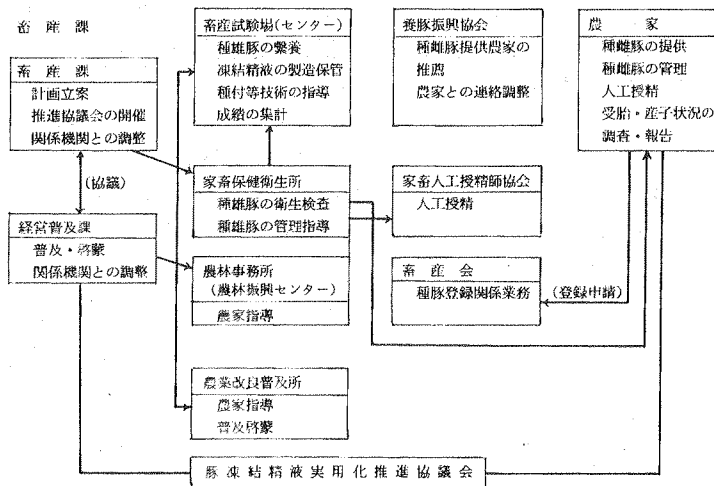 畜産課
畜産課
計画立案
推進協議会の開催
関係機関との調整
(協議)
経営普及課
普及・啓蒙
関係機関との調整
畜産試験場(センター)
種雄豚の繋養
凍結精液の製造保管
種付等技術の指導
成績の集計
家畜保健衛生所
種雄豚の衛生検査
種雌豚の管理指導
農林事務所
(農林振興センター)
農家指導
農業改良普及所
農家指導
普及啓蒙
養豚振興協会
種雌豚提供農家の
推薦
農家との連絡調整
家畜人工授精師協会
人工授精
畜産会
種豚登録関係業務
(登録申請)
農家
種雌豚の提供
種雌豚の管理
人工授精
受胎・産子状況の
調査・報告
豚凍結精液実用化推進協議会